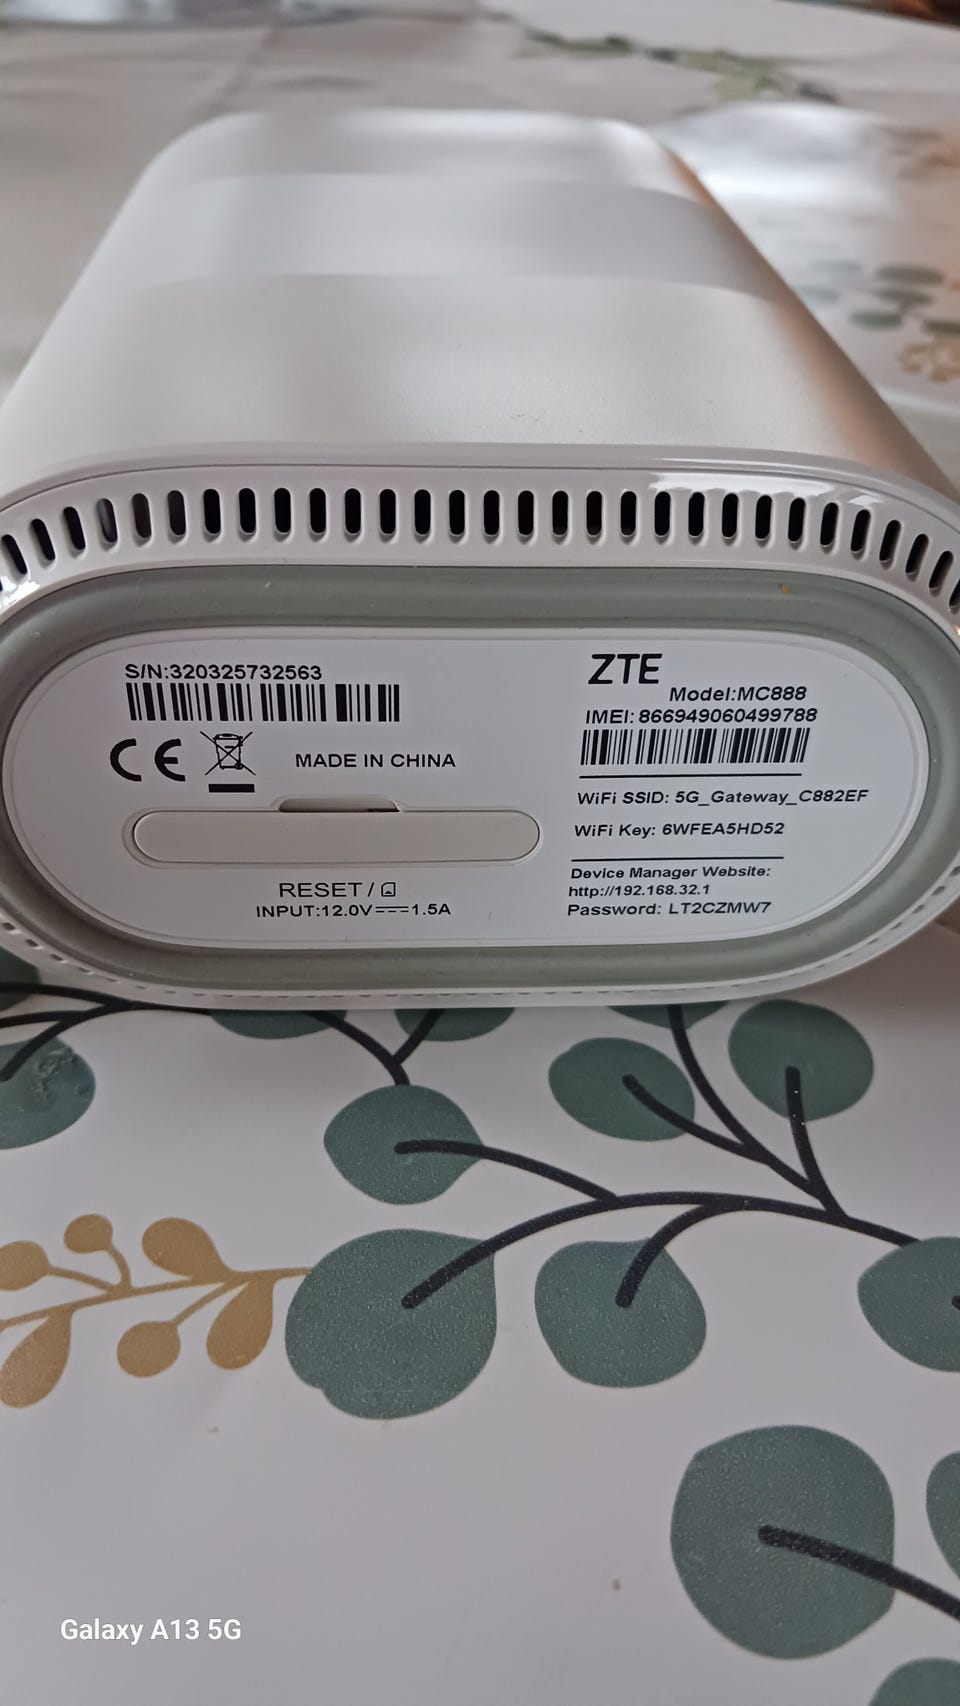 S/N:320325732563
CE
MADE IN CHINA
RESET /
INPUT:12.0V⎓1.5A
ZTE
Model:MC888
IMEI: 866949060499788
WiFi SSID: 5G_Gateway_C882EF
WiFi Key: 6WFEA5HD52
Device Manager Website:
http://192.168.32.1
Password: LT2CZMW7
Galaxy A13 5G